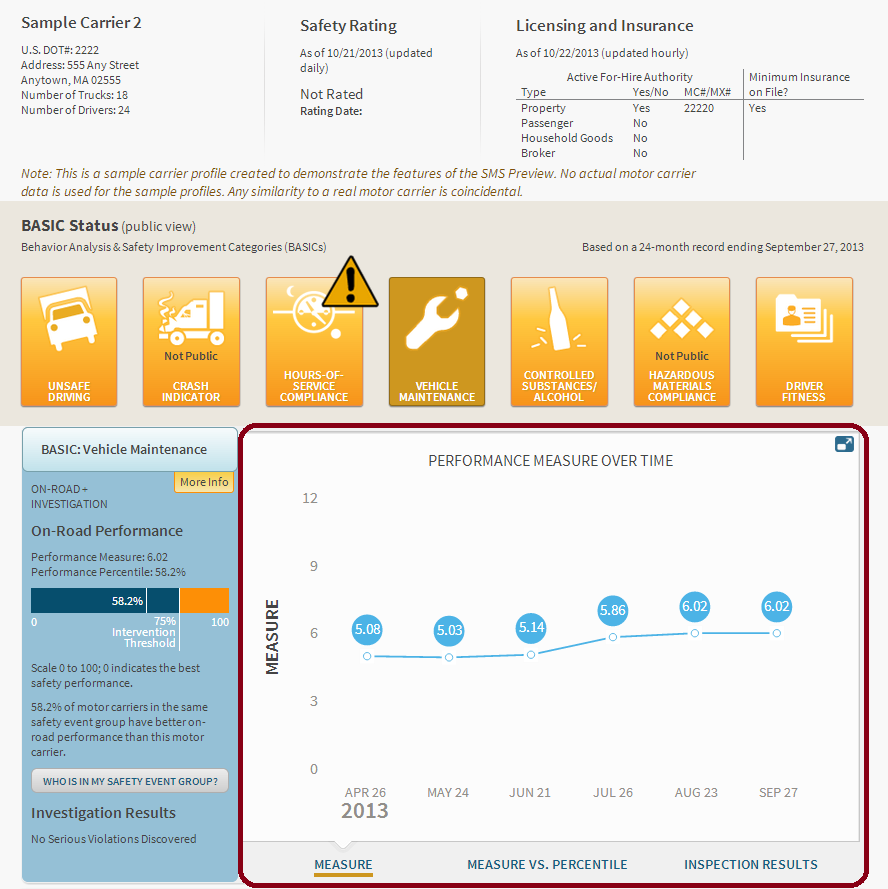 Sample Carrier 2
U.S. DOT#: 2222
Address: 555 Any Street
Anytown, MA 02555
Number of Trucks: 18
Number of Drivers: 24
Safety Rating
As of 10/21/2013 (updated
daily)
Not Rated
Rating Date:
Licensing and Insurance
As of 10/22/2013 (updated hourly)
Active For-Hire Authority
Minimum Insurance
Type Yes/No MC#/MX# on File?
Property Yes 22220 Yes
Passenger No
Household Goods No
Broker No
Note: This is a sample carrier profile created to demonstrate the features of the SMS Preview. No actual motor carrier
data is used for the sample profiles. Any similarity to a real motor carrier is coincidental.
BASIC Status (public view)
Behavior Analysis & Safety Improvement Categories (BASICs)
Based on a 24-month record ending September 27, 2013
UNSAFE
DRIVING
Not Public
CRASH
INDICATOR
HOURS-OF-
SERVICE
COMPLIANCE
VEHICLE
MAINTENANCE
CONTROLLED
SUBSTANCES/
ALCOHOL
Not Public
HAZARDOUS
MATERIALS
COMPLIANCE
DRIVER
FITNESS
BASIC: Vehicle Maintenance
More Info
ON-ROAD +
INVESTIGATION
On-Road Performance
Performance Measure: 6.02
Performance Percentile: 58.2%
58.2%
0 75% 100
Intervention
Threshold
Scale 0 to 100; 0 indicates the best
safety performance.
58.2% of motor carriers in the same
safety event group have better on-
road performance than this motor
carrier.
WHO IS IN MY SAFETY EVENT GROUP?
Investigation Results
No Serious Violations Discovered
PERFORMANCE MEASURE OVER TIME
MEASURE
12
9
6
3
0
5.08 5.03 5.14 5.86 6.02 6.02
APR 26 MAY 24 JUN 21 JUL 26 AUG 23 SEP 27
2013
MEASURE MEASURE VS. PERCENTILE INSPECTION RESULTS